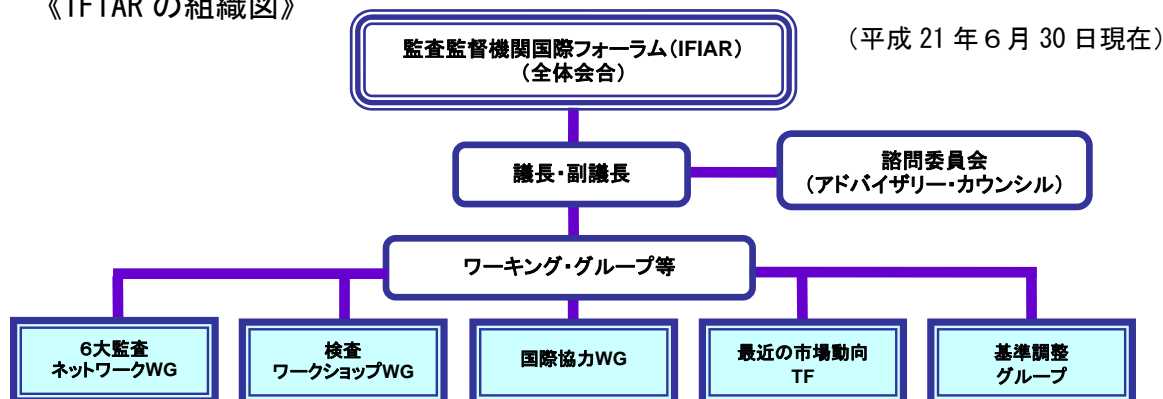 《IFIAR の組織図》
（平成 21 年６月 30 日現在）
監査監督機関国際フォーラム（IFIAR）
（全体会合）
議長・副議長
諮問委員会
（アドバイザリー・カウンシル）
ワーキング・グループ等
６大監査
ネットワークWG
検査
ワークショップWG
国際協力WG
最近の市場動向
TF
基準調整
グループ